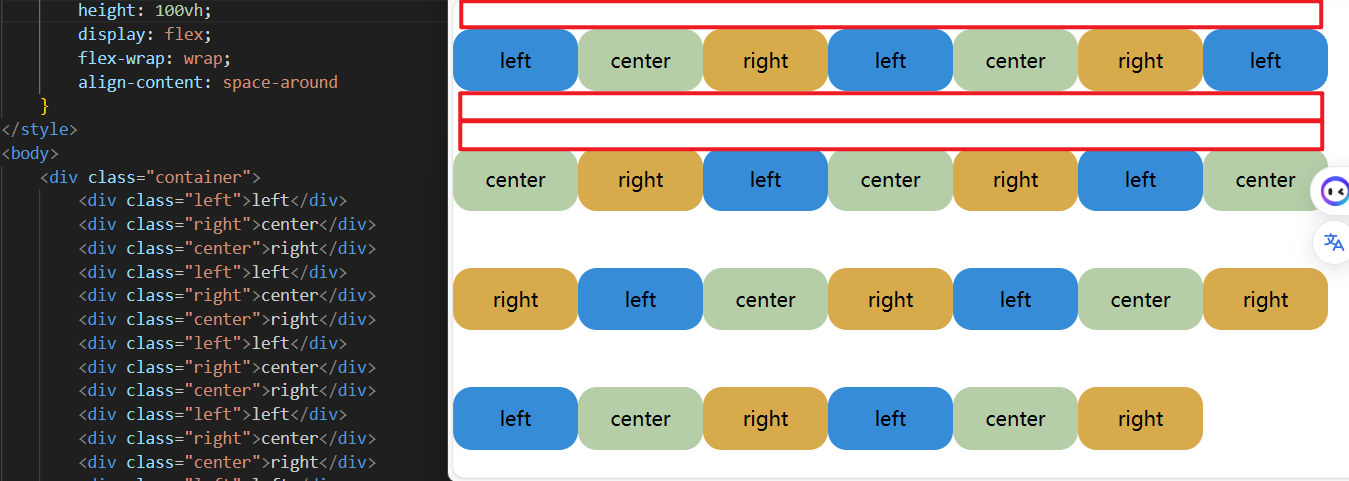 height: 100vh;
display: flex;
flex-wrap: wrap;
align-content: space-around
}
</style>
<body>
<div class="container">
<div class="left">left</div>
<div class="right">center</div>
<div class="center">right</div>
<div class="left">left</div>
<div class="right">center</div>
<div class="center">right</div>
<div class="left">left</div>
<div class="right">center</div>
<div class="center">right</div>
<div class="left">left</div>
<div class="right">center</div>
<div class="center">right</div>
left center right left center right left
center right left center right left center
right left center right left center right
left center right left center right